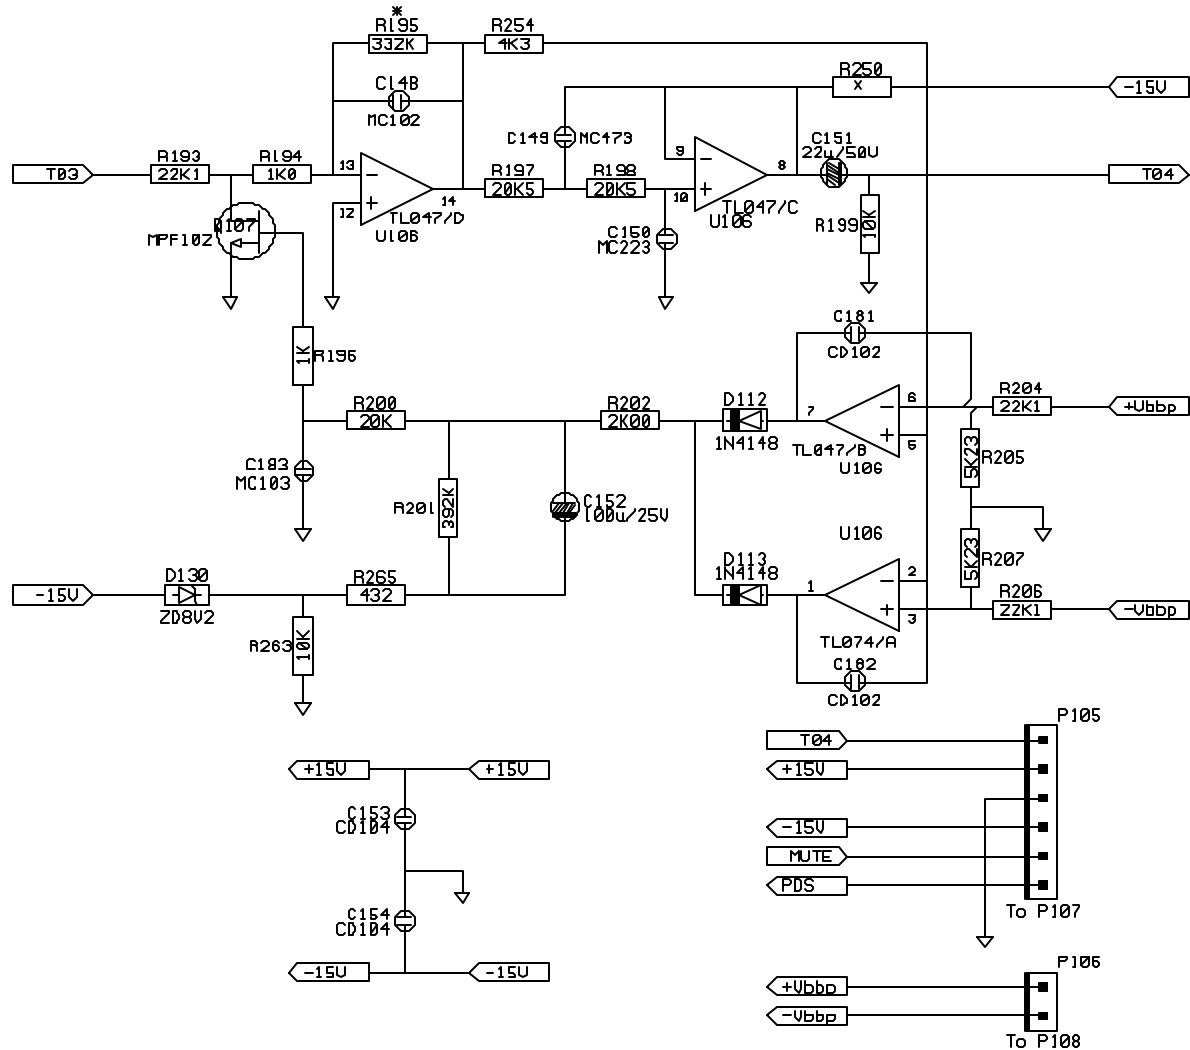 *
R195
332K
R254
4K3
C14B
MC102
R250
x
-15V
C149
MC473
C151
22u/50V
T03
R193
22K1
R194
1K0
13
12
14
TL047/D
U106
R197
20K5
R198
20K5
9
10
8
TL047/C
U106
T04
Q107
MPF102
C150
MC223
R199
10K
R196
1K
C181
CD102
R200
20K
R202
2K00
D112
1N4148
7
6
5
TL047/B
U106
R204
22K1
+Vbbp
R205
5K23
C183
MC103
R201
392K
C152
100u/25V
U106
R207
5K23
-15V
D130
ZD8V2
R265
432
D113
1N4148
1
2
3
TL074/A
R206
22K1
-Vbbp
R263
10K
C182
CD102
P105
T04
+15V
-15V
MUTE
PDS
To P107
+15V
+15V
C153
CD104
C154
CD104
-15V
-15V
P106
+Vbbp
-Vbbp
To P108